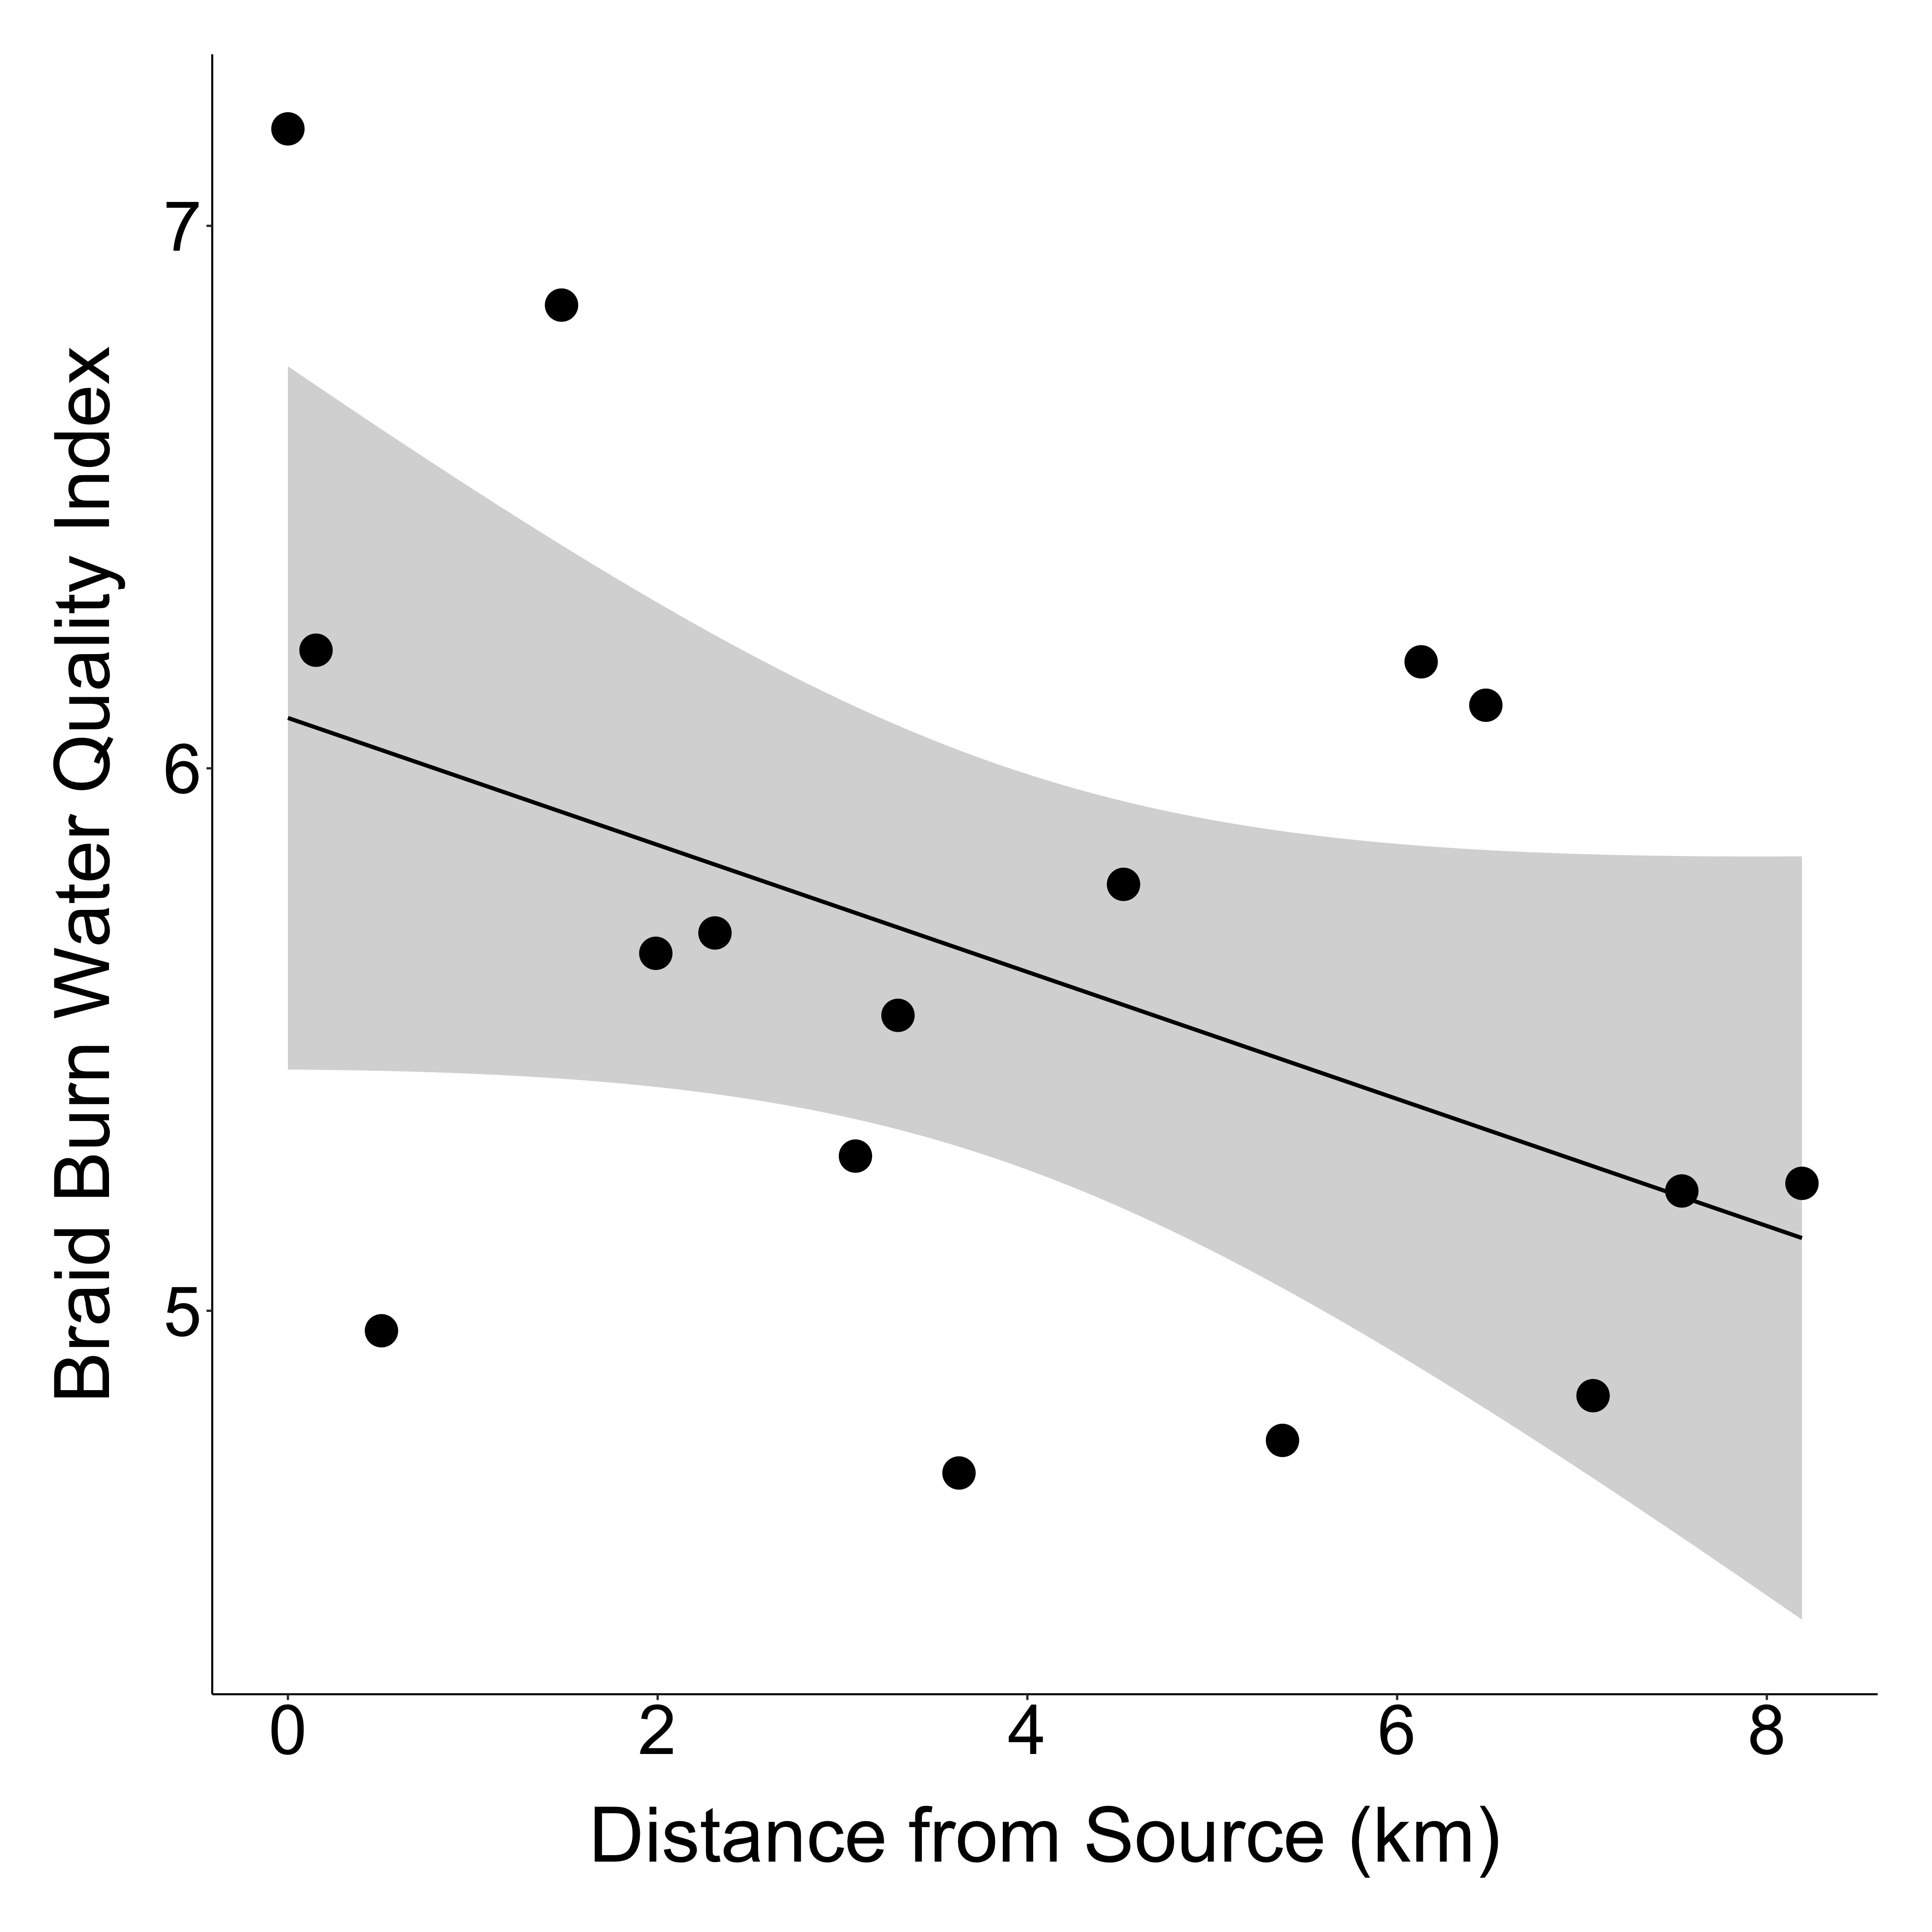 Braid Burn Water Quality Index
7
6
5
0 2 4 6 8
Distance from Source (km)